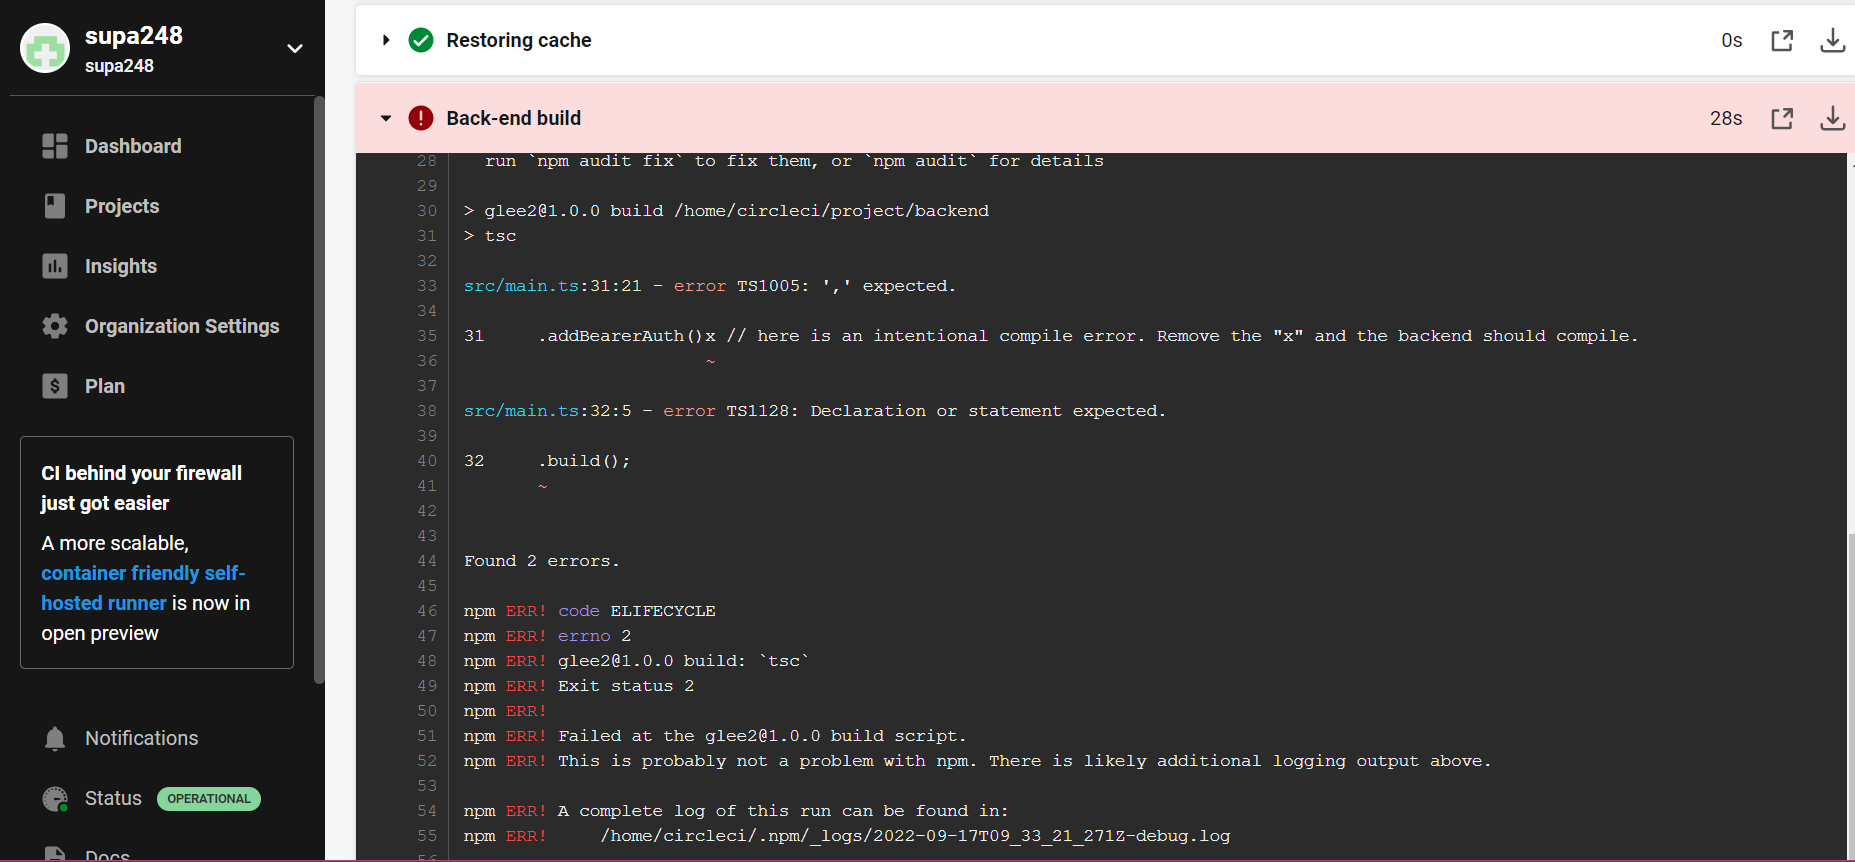 supa248
supa248
Dashboard
Projects
Insights
Organization Settings
Plan
CI behind your firewall
just got easier
A more scalable,
container friendly self-
hosted runner is now in
open preview
Notifications
Status OPERATIONAL
Docs
Restoring cache 0s
Back-end build 28s
28 run `npm audit fix` to fix them, or `npm audit` for details
29
30 > glee2@1.0.0 build /home/circleci/project/backend
31 > tsc
32
33 src/main.ts:31:21 - error TS1005: ',' expected.
34
35 31     .addBearerAuth()x // here is an intentional compile error. Remove the "x" and the backend should compile.
36 ~
37
38 src/main.ts:32:5 - error TS1128: Declaration or statement expected.
39
40 32     .build();
41 ~
42
43
44 Found 2 errors.
45
46 npm ERR! code ELIFECYCLE
47 npm ERR! errno 2
48 npm ERR! glee2@1.0.0 build: `tsc`
49 npm ERR! Exit status 2
50 npm ERR!
51 npm ERR! Failed at the glee2@1.0.0 build script.
52 npm ERR! This is probably not a problem with npm. There is likely additional logging output above.
53
54 npm ERR! A complete log of this run can be found in:
55 npm ERR!     /home/circleci/.npm/_logs/2022-09-17T09_33_21_271Z-debug.log
56